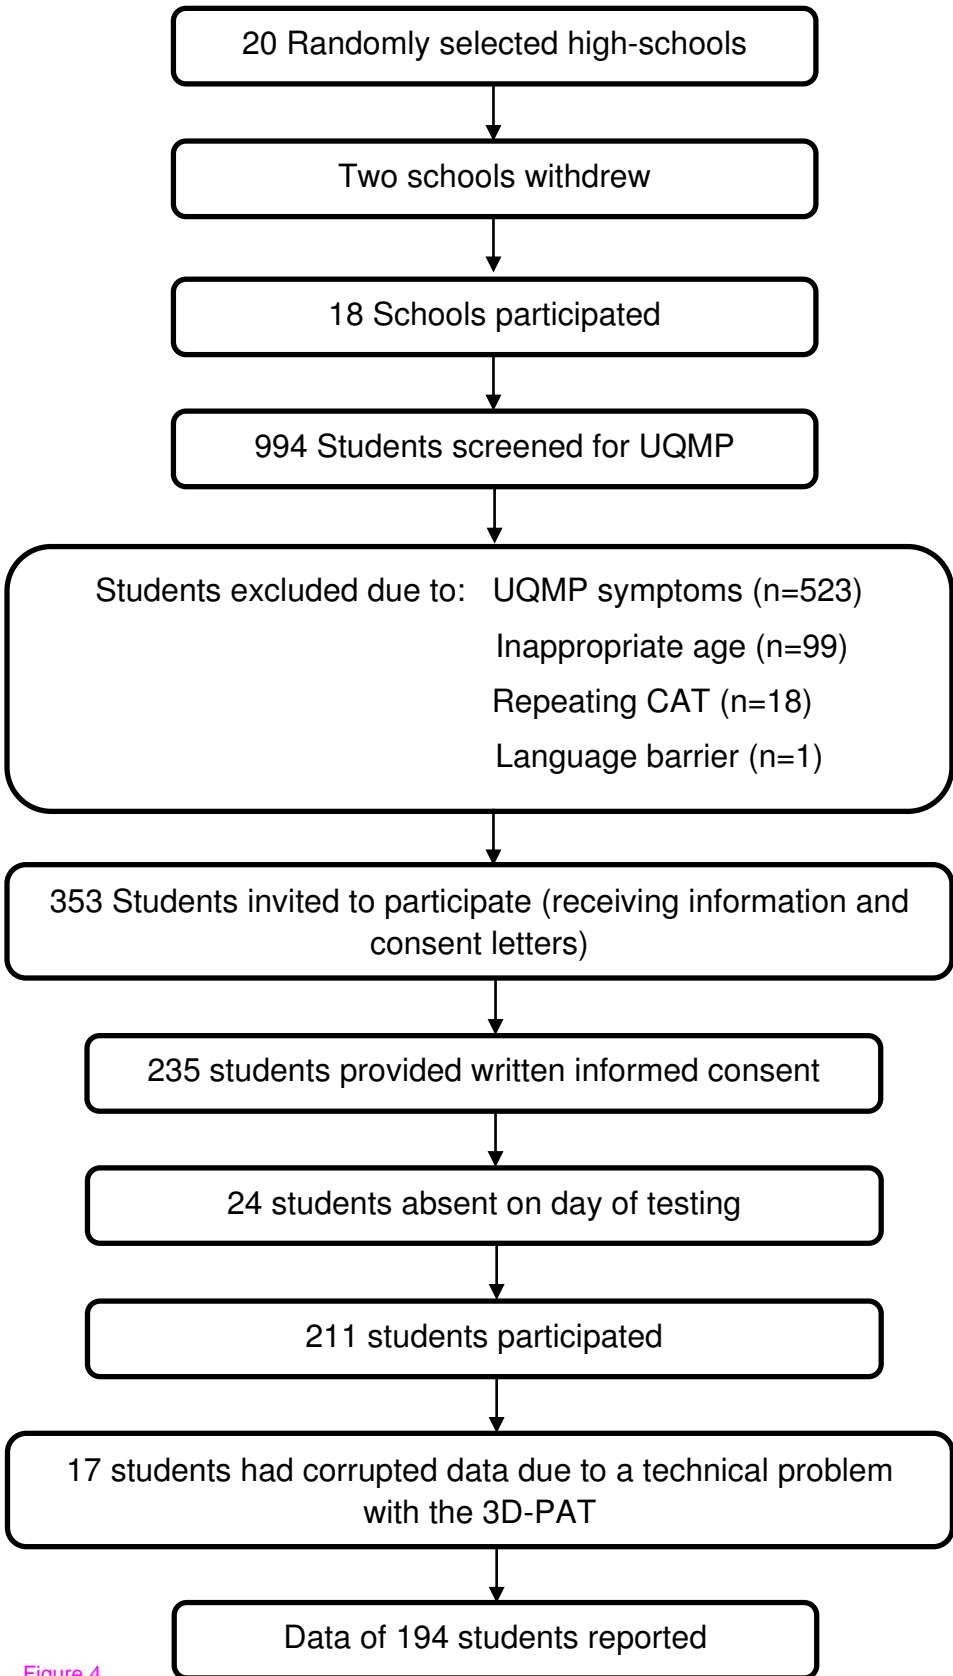 20 Randomly selected high-schools
Two schools withdrew
18 Schools participated
994 Students screened for UQMP
Students excluded due to: UQMP symptoms (n=523)
Inappropriate age (n=99)
Repeating CAT (n=18)
Language barrier (n=1)
353 Students invited to participate (receiving information and
consent letters)
235 students provided written informed consent
24 students absent on day of testing
211 students participated
17 students had corrupted data due to a technical problem
with the 3D-PAT
Data of 194 students reported
Figure 4